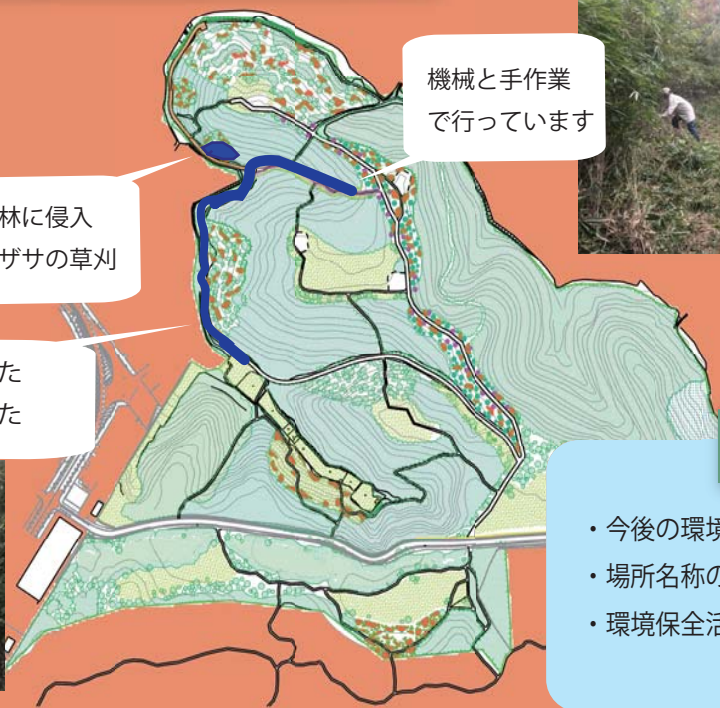 機械と手作業
で行っています
林に侵入
ザサの草刈
た
た
・今後の環境
・場所名称の
・環境保全活